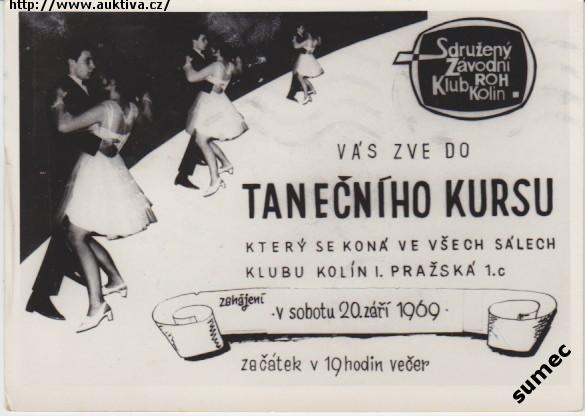 http://www.auktiva.cz/
Sdružený
Závodní
Klub ROH
Kolín
VÁS ZVE DO
TANEČNÍHO KURSU
KTERÝ SE KONÁ VE VŠECH SÁLECH
KLUBU KOLÍN I. PRAŽSKÁ 1.c
zahájení
· v sobotu 20. září 1969 ·
začátek v 19 hodin večer
sumec